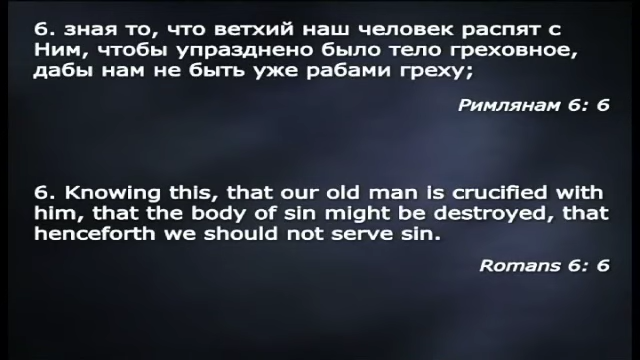 6. зная то, что ветхий наш человек распят с
Ним, чтобы упразднено было тело греховное,
дабы нам не быть уже рабами греху;
Римлянам 6: 6
6. Knowing this, that our old man is crucified with
him, that the body of sin might be destroyed, that
henceforth we should not serve sin.
Romans 6: 6